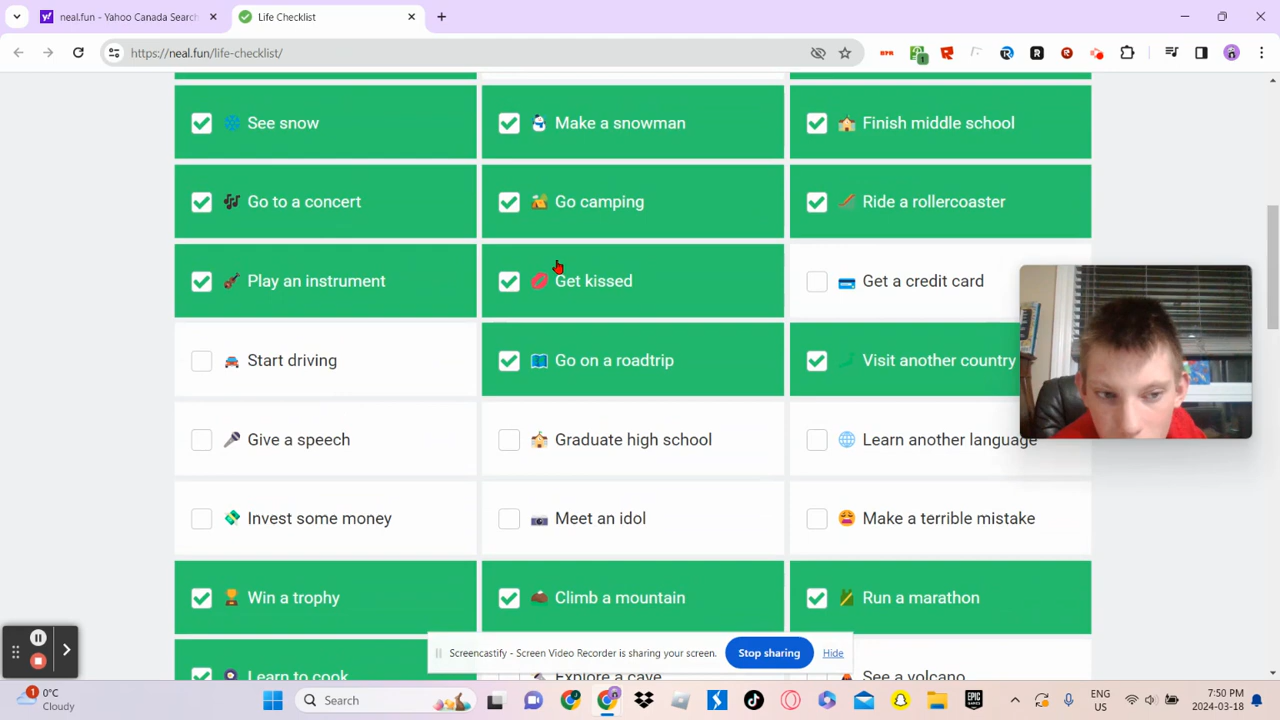 neal.fun - Yahoo Canada Search
Life Checklist
https://neal.fun/life-checklist/
See snow
Make a snowman
Finish middle school
Go to a concert
Go camping
Ride a rollercoaster
Play an instrument
Get kissed
Get a credit card
Start driving
Go on a roadtrip
Visit another country
Give a speech
Graduate high school
Learn another language
Invest some money
Meet an idol
Make a terrible mistake
Win a trophy
Climb a mountain
Run a marathon
Learn to cook
Explore a cave
See a volcano
Screencastify - Screen Video Recorder is sharing your screen.
Stop sharing
Hide
0°C
Cloudy
Search
ENG
CA
7:50 PM
2024-03-18